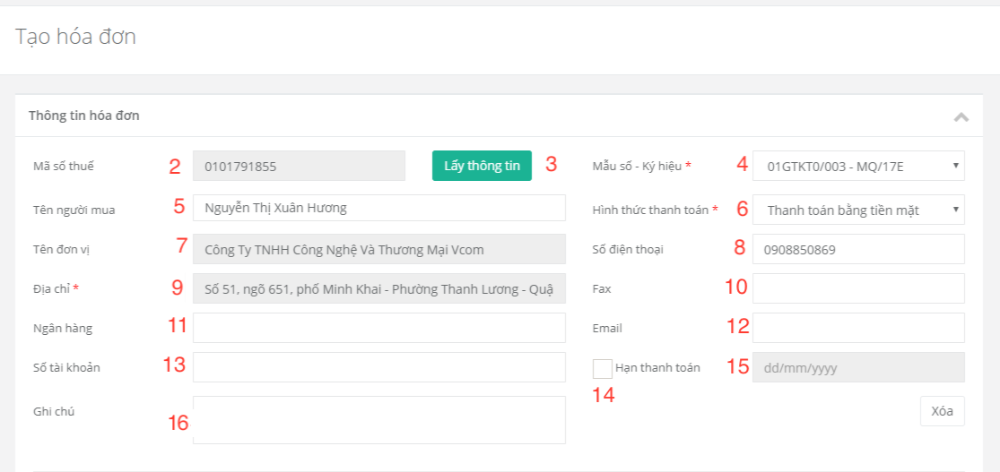 Tạo hóa đơn
Thông tin hóa đơn
Mã số thuế 2 0101791855 Lấy thông tin 3 Mẫu số - Ký hiệu * 4 01GTKT0/003 - MQ/17E
Tên người mua 5 Nguyễn Thị Xuân Hương Hình thức thanh toán * 6 Thanh toán bằng tiền mặt
Tên đơn vị 7 Công Ty TNHH Công Nghệ Và Thương Mại Vcom Số điện thoại 8 0908850869
Địa chỉ * 9 Số 51, ngõ 651, phố Minh Khai - Phường Thanh Lương - Quậ Fax 10
Ngân hàng 11 Email 12
Số tài khoản 13 Hạn thanh toán 15 dd/mm/yyyy
14
Ghi chú 16 Xóa